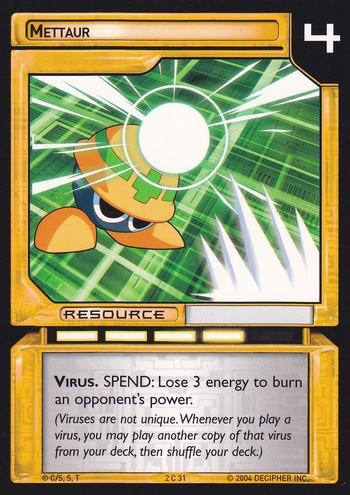 METTAUR
4
RESOURCE
VIRUS. SPEND: Lose 3 energy to burn
an opponent's power.
(Viruses are not unique. Whenever you play a
virus, you may play another copy of that virus
from your deck, then shuffle your deck.)
© C/S, S, T 2 C 31 © 2004 DECIPHER INC.